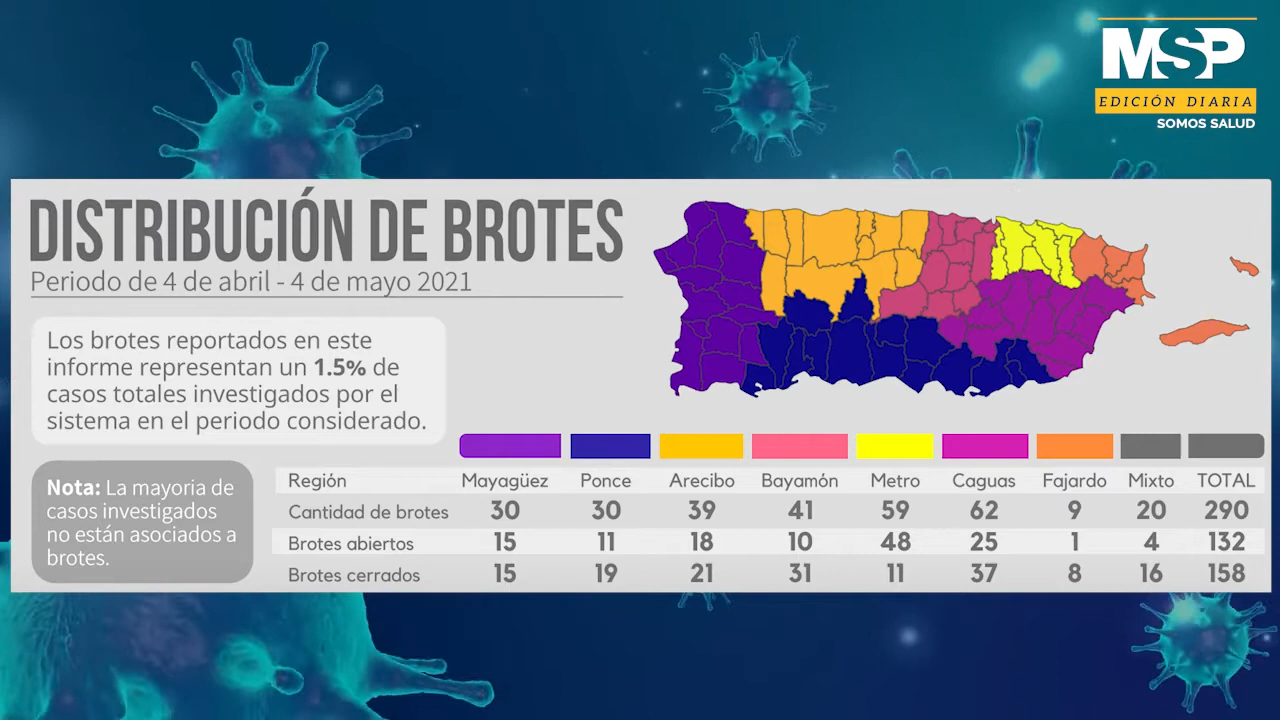 MSP
EDICIÓN DIARIA
SOMOS SALUD
DISTRIBUCIÓN DE BROTES
Periodo de 4 de abril - 4 de mayo 2021
Los brotes reportados en este
informe representan un 1.5% de
casos totales investigados por el
sistema en el periodo considerado.
Nota: La mayoria de
casos investigados
no están asociados a
brotes.
Región Mayagüez Ponce Arecibo Bayamón Metro Caguas Fajardo Mixto TOTAL
Cantidad de brotes 30 30 39 41 59 62 9 20 290
Brotes abiertos 15 11 18 10 48 25 1 4 132
Brotes cerrados 15 19 21 31 11 37 8 16 158